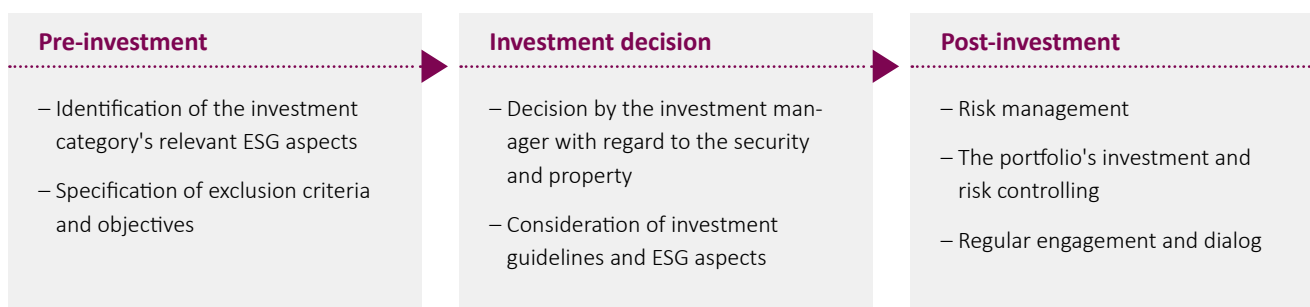 Pre-investment
– Identification of the investment
category's relevant ESG aspects
– Specification of exclusion criteria
and objectives
Investment decision
– Decision by the investment man-
ager with regard to the security
and property
– Consideration of investment
guidelines and ESG aspects
Post-investment
– Risk management
– The portfolio's investment and
risk controlling
– Regular engagement and dialog